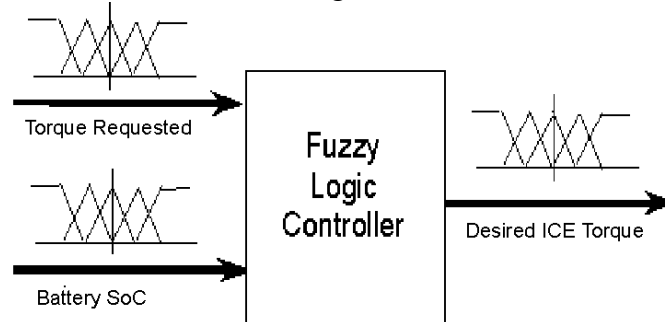 Torque Requested
Fuzzy
Logic
Controller
Desired ICE Torque
Battery SoC